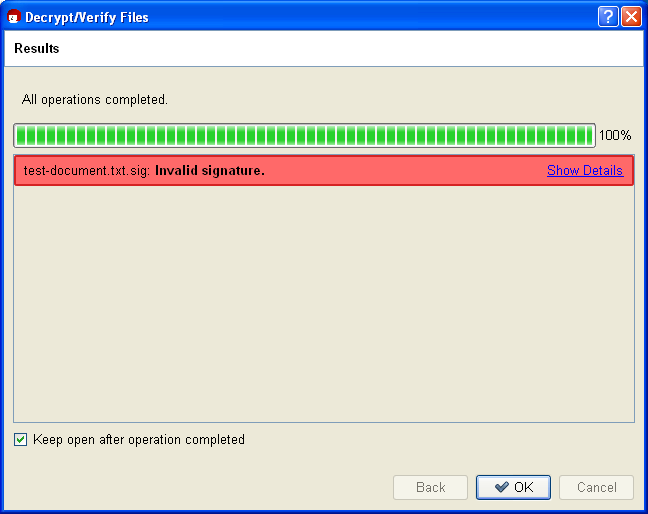 Decrypt/Verify Files
Results
All operations completed.
100%
test-document.txt.sig: Invalid signature. Show Details
Keep open after operation completed
Back OK Cancel